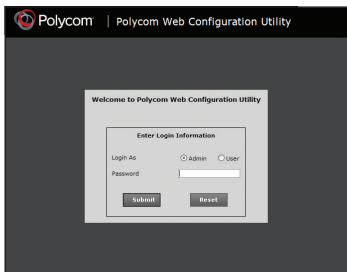 Polycom | Polycom Web Configuration Utility
Welcome to Polycom Web Configuration Utility
Enter Login Information
Login As Admin User
Password
Submit Reset